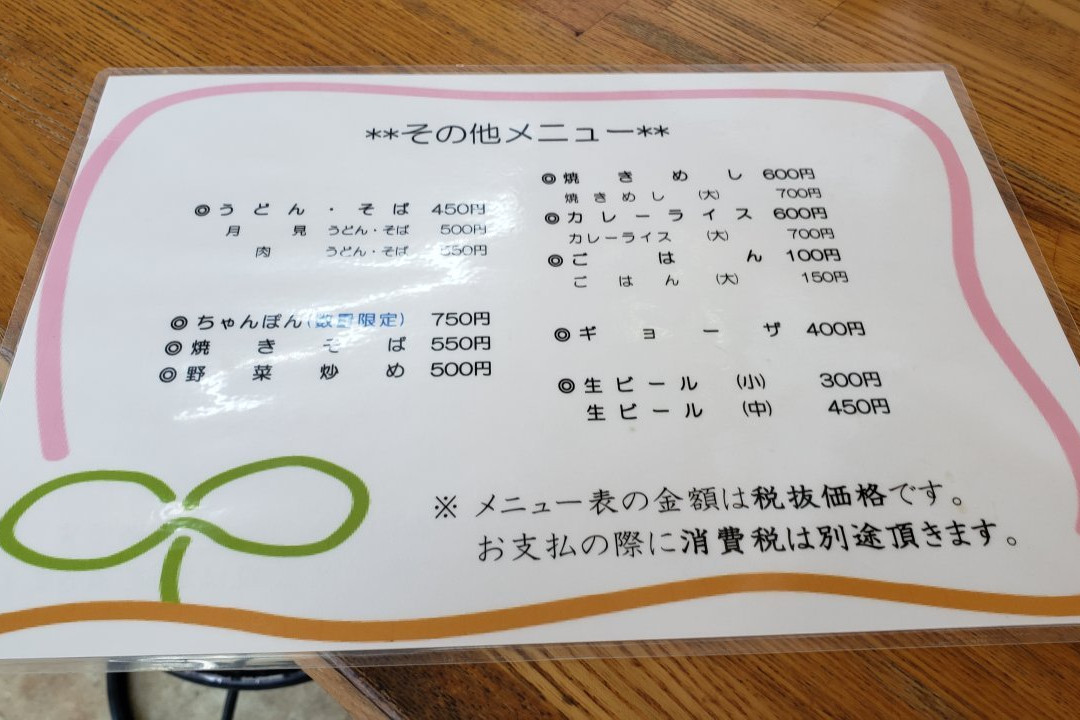 **その他メニュー**
◎うどん・そば 450円
月見 うどん・そば 500円
肉 うどん・そば 550円
◎ちゃんぽん(数量限定) 750円
◎焼きそば 550円
◎野菜炒め 500円
◎焼きめし 600円
焼きめし (大) 700円
◎カレーライス 600円
カレーライス (大) 700円
◎ごはん 100円
ごはん (大) 150円
◎ギョーザ 400円
◎生ビール (小) 300円
生ビール (中) 450円
※ メニュー表の金額は税抜価格です。
お支払の際に消費税は別途頂きます。